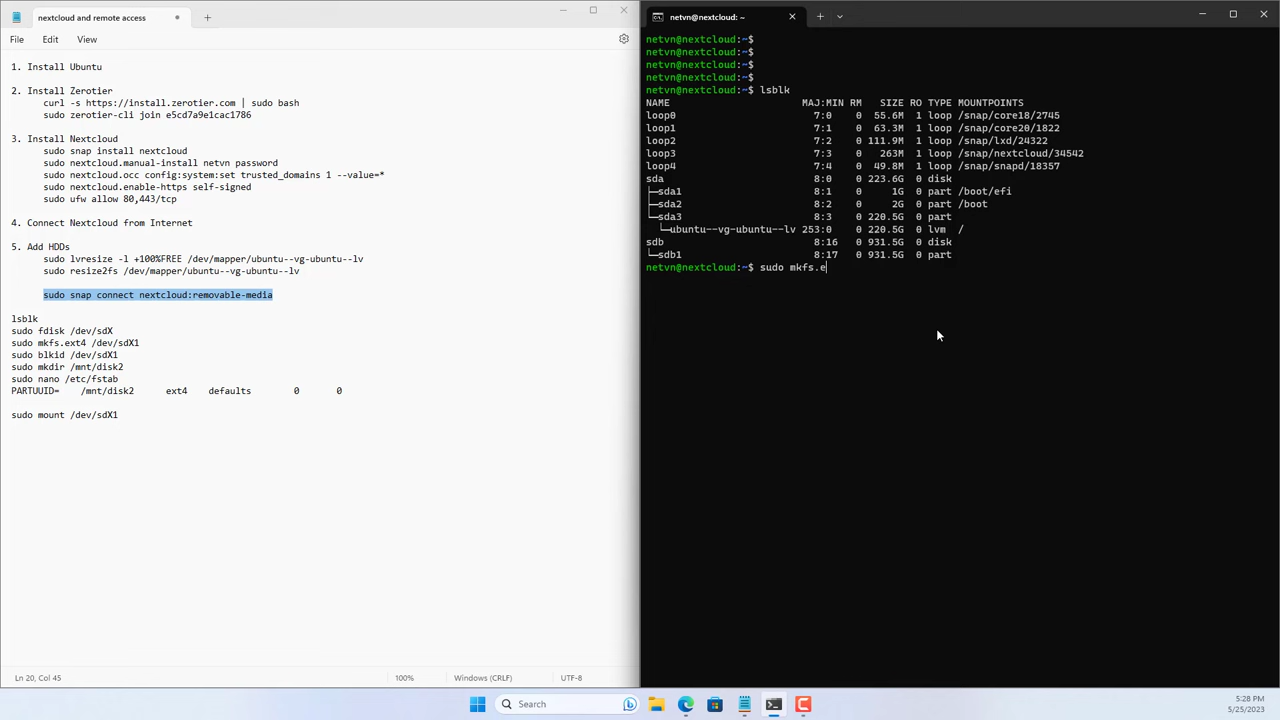 nextcloud and remote access
File Edit View
1. Install Ubuntu
2. Install Zerotier
curl -s https://install.zerotier.com | sudo bash
sudo zerotier-cli join e5cd7a9e1cac1786
3. Install Nextcloud
sudo snap install nextcloud
sudo nextcloud.manual-install netvn password
sudo nextcloud.occ config:system:set trusted_domains 1 --value=*
sudo nextcloud.enable-https self-signed
sudo ufw allow 80,443/tcp
4. Connect Nextcloud from Internet
5. Add HDDs
sudo lvresize -l +100%FREE /dev/mapper/ubuntu--vg-ubuntu--lv
sudo resize2fs /dev/mapper/ubuntu--vg-ubuntu--lv
sudo snap connect nextcloud:removable-media
lsblk
sudo fdisk /dev/sdX
sudo mkfs.ext4 /dev/sdX1
sudo blkid /dev/sdX1
sudo mkdir /mnt/disk2
sudo nano /etc/fstab
PARTUUID= /mnt/disk2 ext4 defaults 0 0
sudo mount /dev/sdX1
Ln 20, Col 45 100% Windows (CRLF) UTF-8
netvn@nextcloud: ~
netvn@nextcloud:~$
netvn@nextcloud:~$
netvn@nextcloud:~$
netvn@nextcloud:~$
netvn@nextcloud:~$ lsblk
NAME MAJ:MIN RM SIZE RO TYPE MOUNTPOINTS
loop0 7:0 0 55.6M 1 loop /snap/core18/2745
loop1 7:1 0 63.3M 1 loop /snap/core20/1822
loop2 7:2 0 111.9M 1 loop /snap/lxd/24322
loop3 7:3 0 263M 1 loop /snap/nextcloud/34542
loop4 7:4 0 49.8M 1 loop /snap/snapd/18357
sda 8:0 0 223.6G 0 disk
├─sda1 8:1 0 1G 0 part /boot/efi
├─sda2 8:2 0 2G 0 part /boot
└─sda3 8:3 0 220.5G 0 part
└─ubuntu--vg-ubuntu--lv 253:0 0 220.5G 0 lvm /
sdb 8:16 0 931.5G 0 disk
└─sdb1 8:17 0 931.5G 0 part
netvn@nextcloud:~$ sudo mkfs.e
Search
5:28 PM
5/25/2023